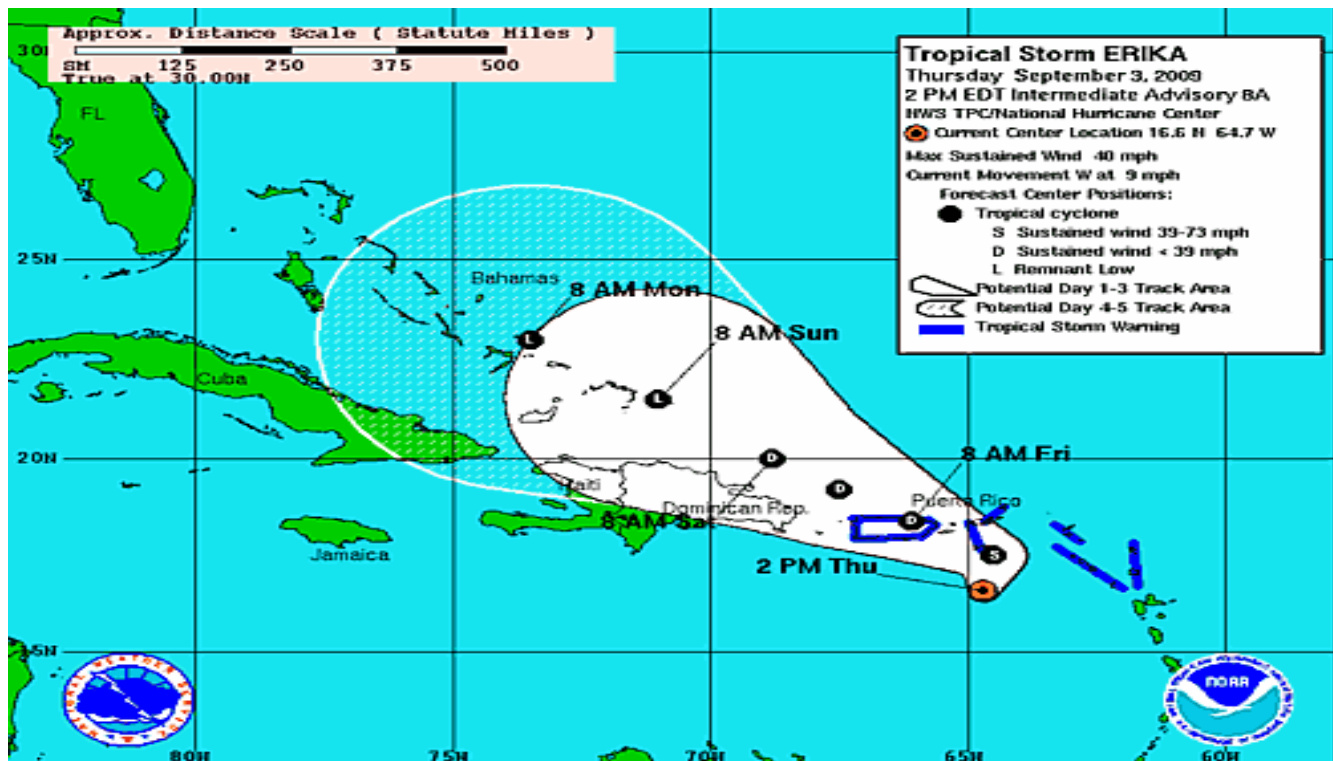 Approx. Distance Scale ( Statute Miles )
SM 125 250 375 500
True at 30.00N
Tropical Storm ERIKA
Thursday September 3, 2009
2 PM EDT Intermediate Advisory 8A
NWS TPC/National Hurricane Center
Current Center Location 16.6 N 64.7 W
Max Sustained Wind 40 mph
Current Movement W at 9 mph
Forecast Center Positions:
Tropical cyclone
S Sustained wind 39-73 mph
D Sustained wind < 39 mph
L Remnant Low
Potential Day 1-3 Track Area
Potential Day 4-5 Track Area
Tropical Storm Warning
30N
FL
25N
Bahamas
8 AM Mon
8 AM Sun
L
Cuba
L
20N
8 AM Fri
D
Haiti
D
Dominican Rep.
Puerto Rico
8 AM Sat
D
Jamaica
2 PM Thu
S
15N
NOAA
80W 75W 70W 65W 60W